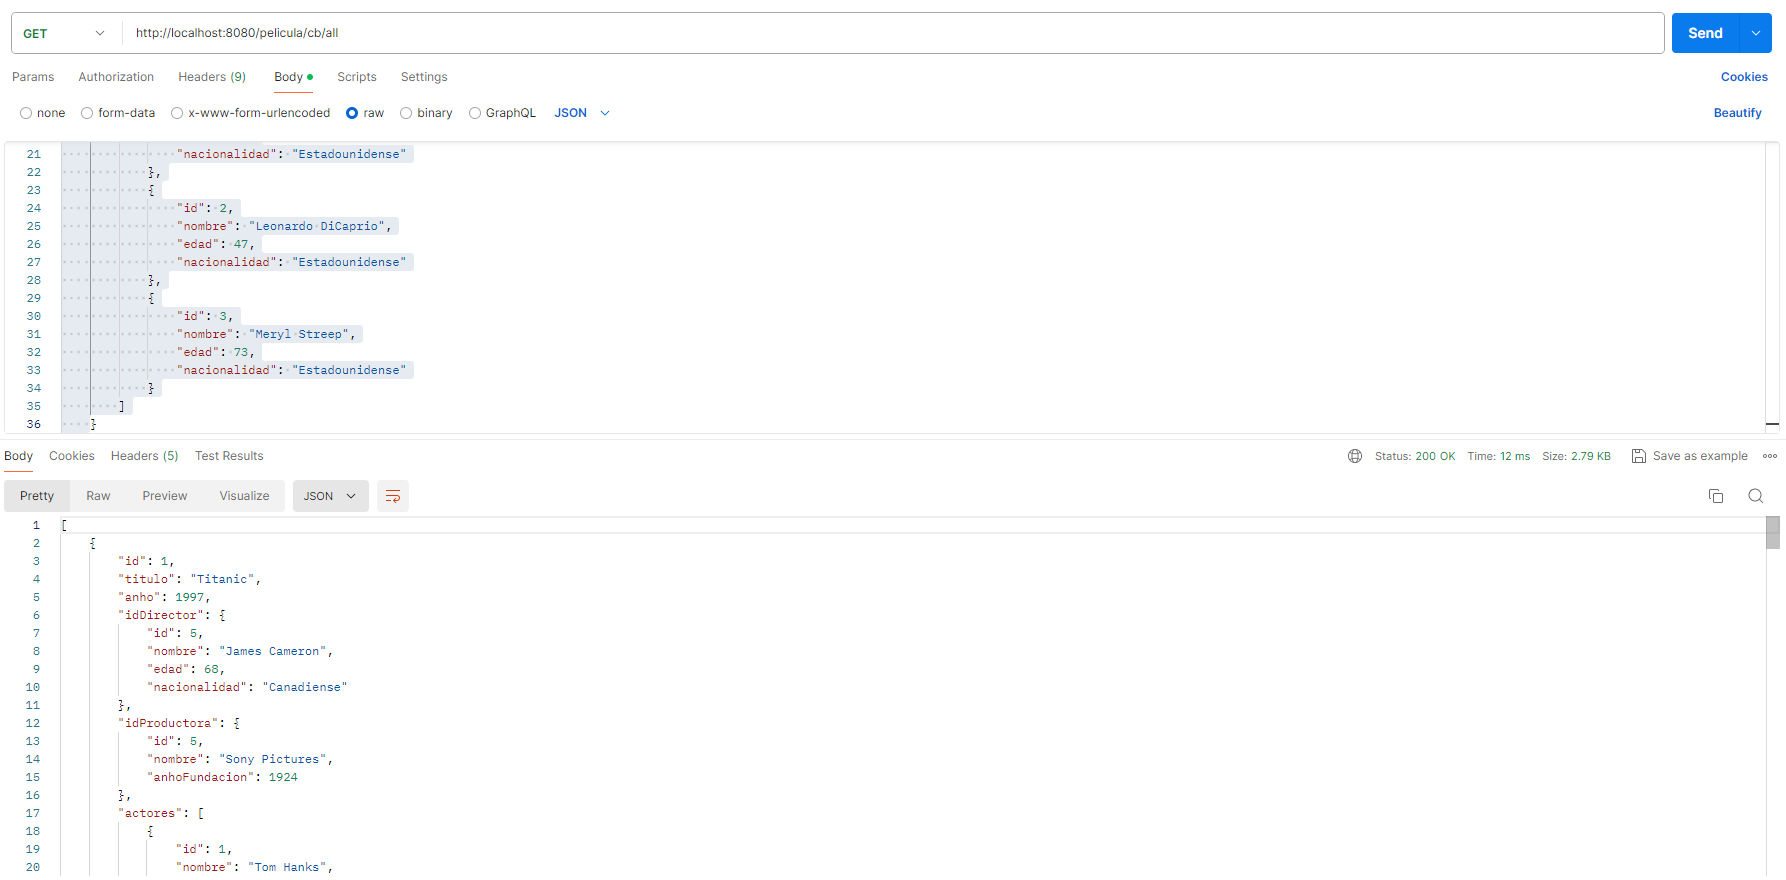 GET http://localhost:8080/pelicula/cb/all Send
Params Authorization Headers (9) Body Scripts Settings Cookies
none form-data x-www-form-urlencoded raw binary GraphQL JSON Beautify
21 "nacionalidad": "Estadounidense"
22 },
23 {
24 "id": 2,
25 "nombre": "Leonardo DiCaprio",
26 "edad": 47,
27 "nacionalidad": "Estadounidense"
28 },
29 {
30 "id": 3,
31 "nombre": "Meryl Streep",
32 "edad": 73,
33 "nacionalidad": "Estadounidense"
34 }
35 ]
36 }
Body Cookies Headers (5) Test Results Status: 200 OK Time: 12 ms Size: 2.79 KB Save as example
Pretty Raw Preview Visualize JSON
1 [
2 {
3 "id": 1,
4 "titulo": "Titanic",
5 "anho": 1997,
6 "idDirector": {
7 "id": 5,
8 "nombre": "James Cameron",
9 "edad": 68,
10 "nacionalidad": "Canadiense"
11 },
12 "idProductora": {
13 "id": 5,
14 "nombre": "Sony Pictures",
15 "anhoFundacion": 1924
16 },
17 "actores": [
18 {
19 "id": 1,
20 "nombre": "Tom Hanks",